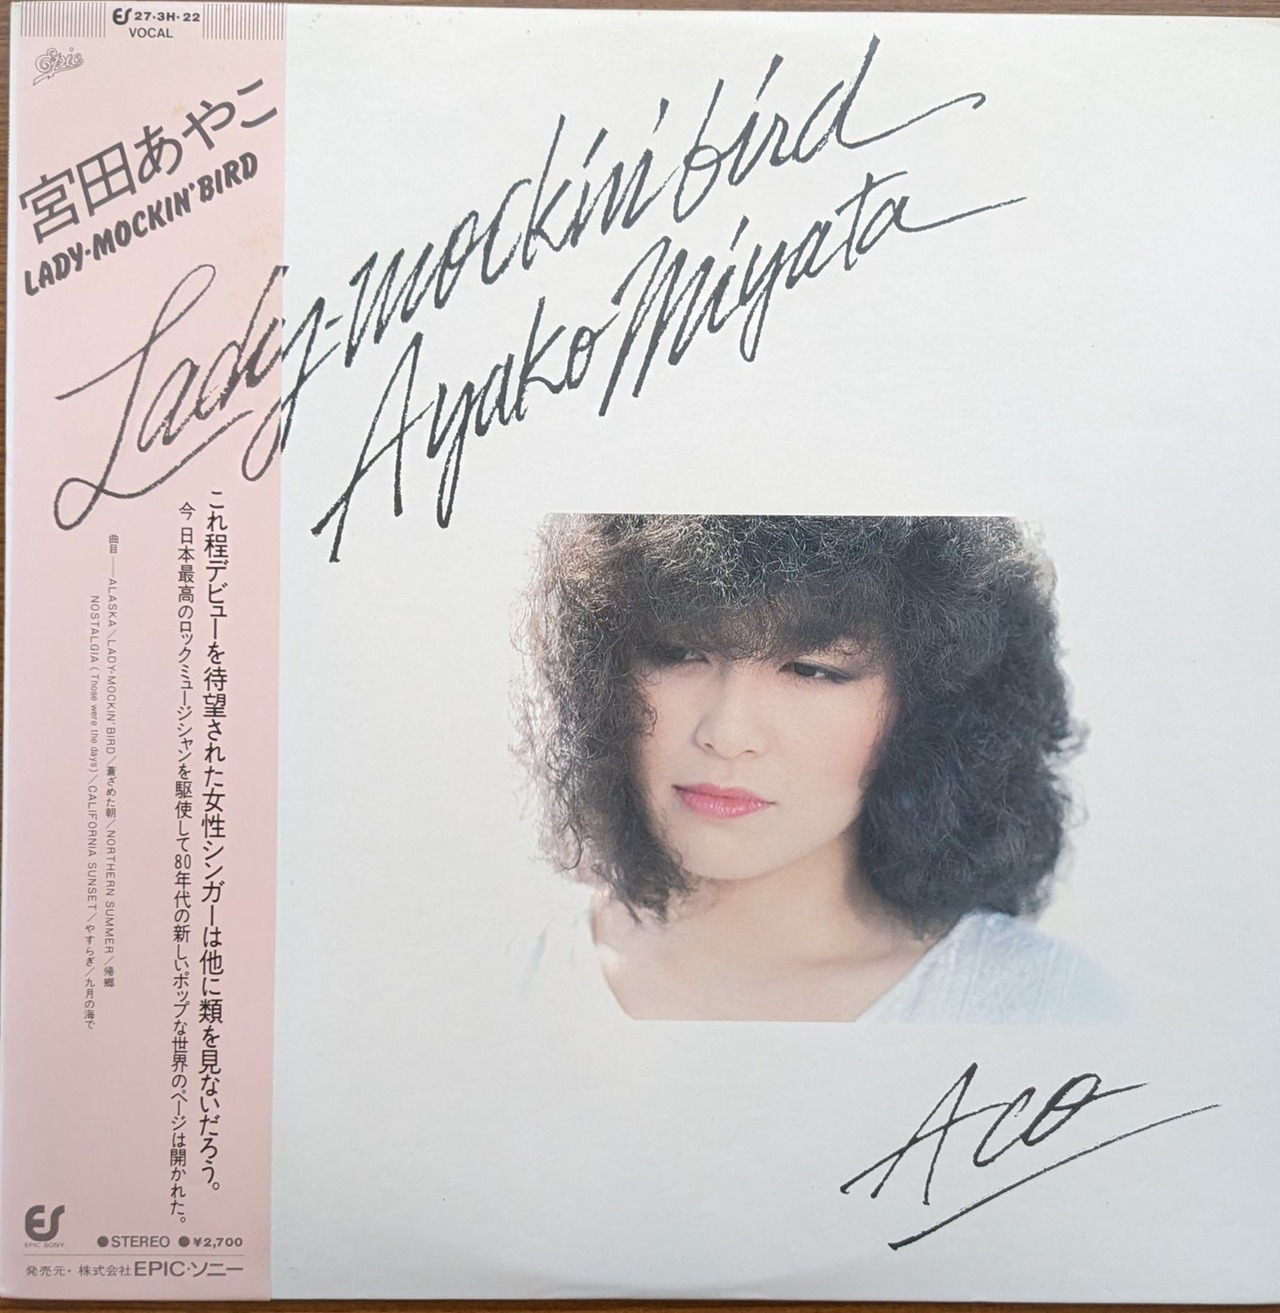 ES 27・3H・22
VOCAL
Epic
宮田あやこ
LADY-MOCKIN'BIRD
Lady-mockin'bird
Ayako Miyata
これ程デビューを待望された女性シンガーは他に類を見ないだろう。
今日本最高のロックミュージシャンを駆使して80年代の新しいポップな世界のページは開かれた。
曲目──ALASKA／LADY-MOCKIN'BIRD／蒼ざめた朝／NORTHERN SUMMER／帰郷
NOSTALGIA (Those were the days)／CALIFORNIA SUNSET／やすらぎ／九月の海で
Aco
ES
EPIC SONY
●STEREO ●¥2,700
発売元・株式会社EPIC・ソニー